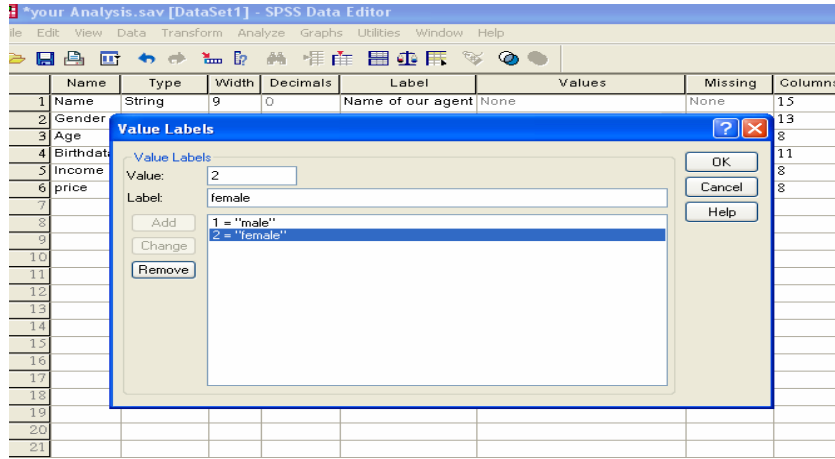 *your Analysis.sav [DataSet1] - SPSS Data Editor
ile Edit View Data Transform Analyze Graphs Utilities Window Help
Name Type Width Decimals Label Values Missing Columns
1 Name String 9 0 Name of our agent None None 15
2 Gender 13
3 Age 8
4 Birthdat 11
5 Income 8
6 price 8
7
8
9
10
11
12
13
14
15
16
17
18
19
20
21
Value Labels
Value Labels
Value: 2
Label: female
OK
Cancel
Help
Add
Change
Remove
1 = "male"
2 = "female"